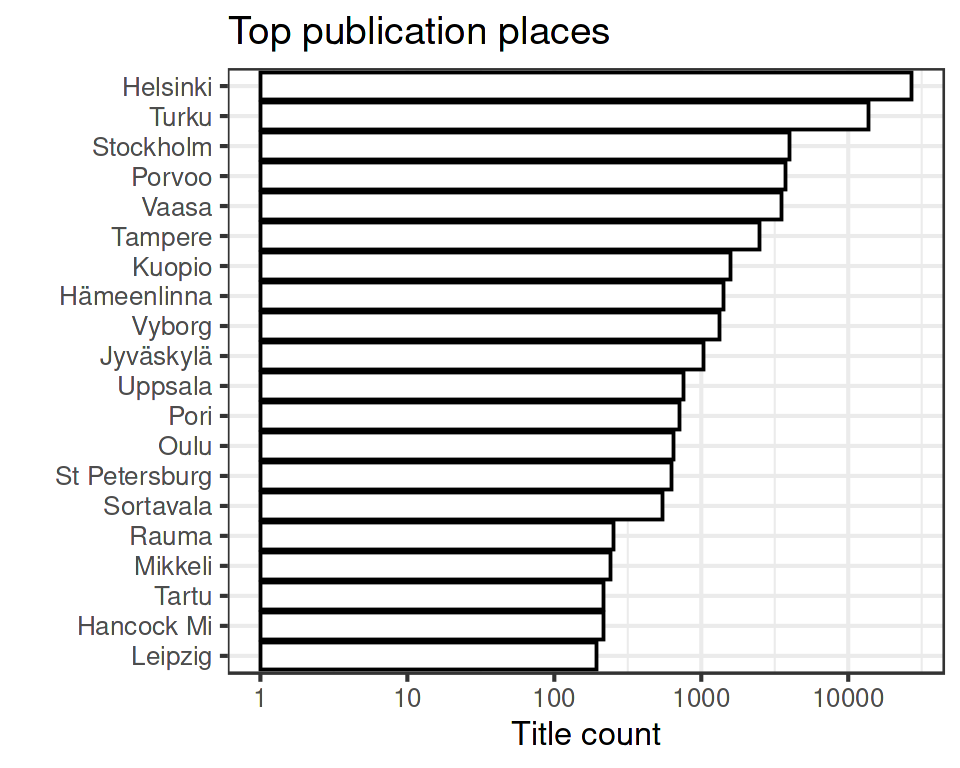 Top publication places
Helsinki
Turku
Stockholm
Porvoo
Vaasa
Tampere
Kuopio
Hämeenlinna
Vyborg
Jyväskylä
Uppsala
Pori
Oulu
St Petersburg
Sortavala
Rauma
Mikkeli
Tartu
Hancock Mi
Leipzig
1 10 100 1000 10000
Title count